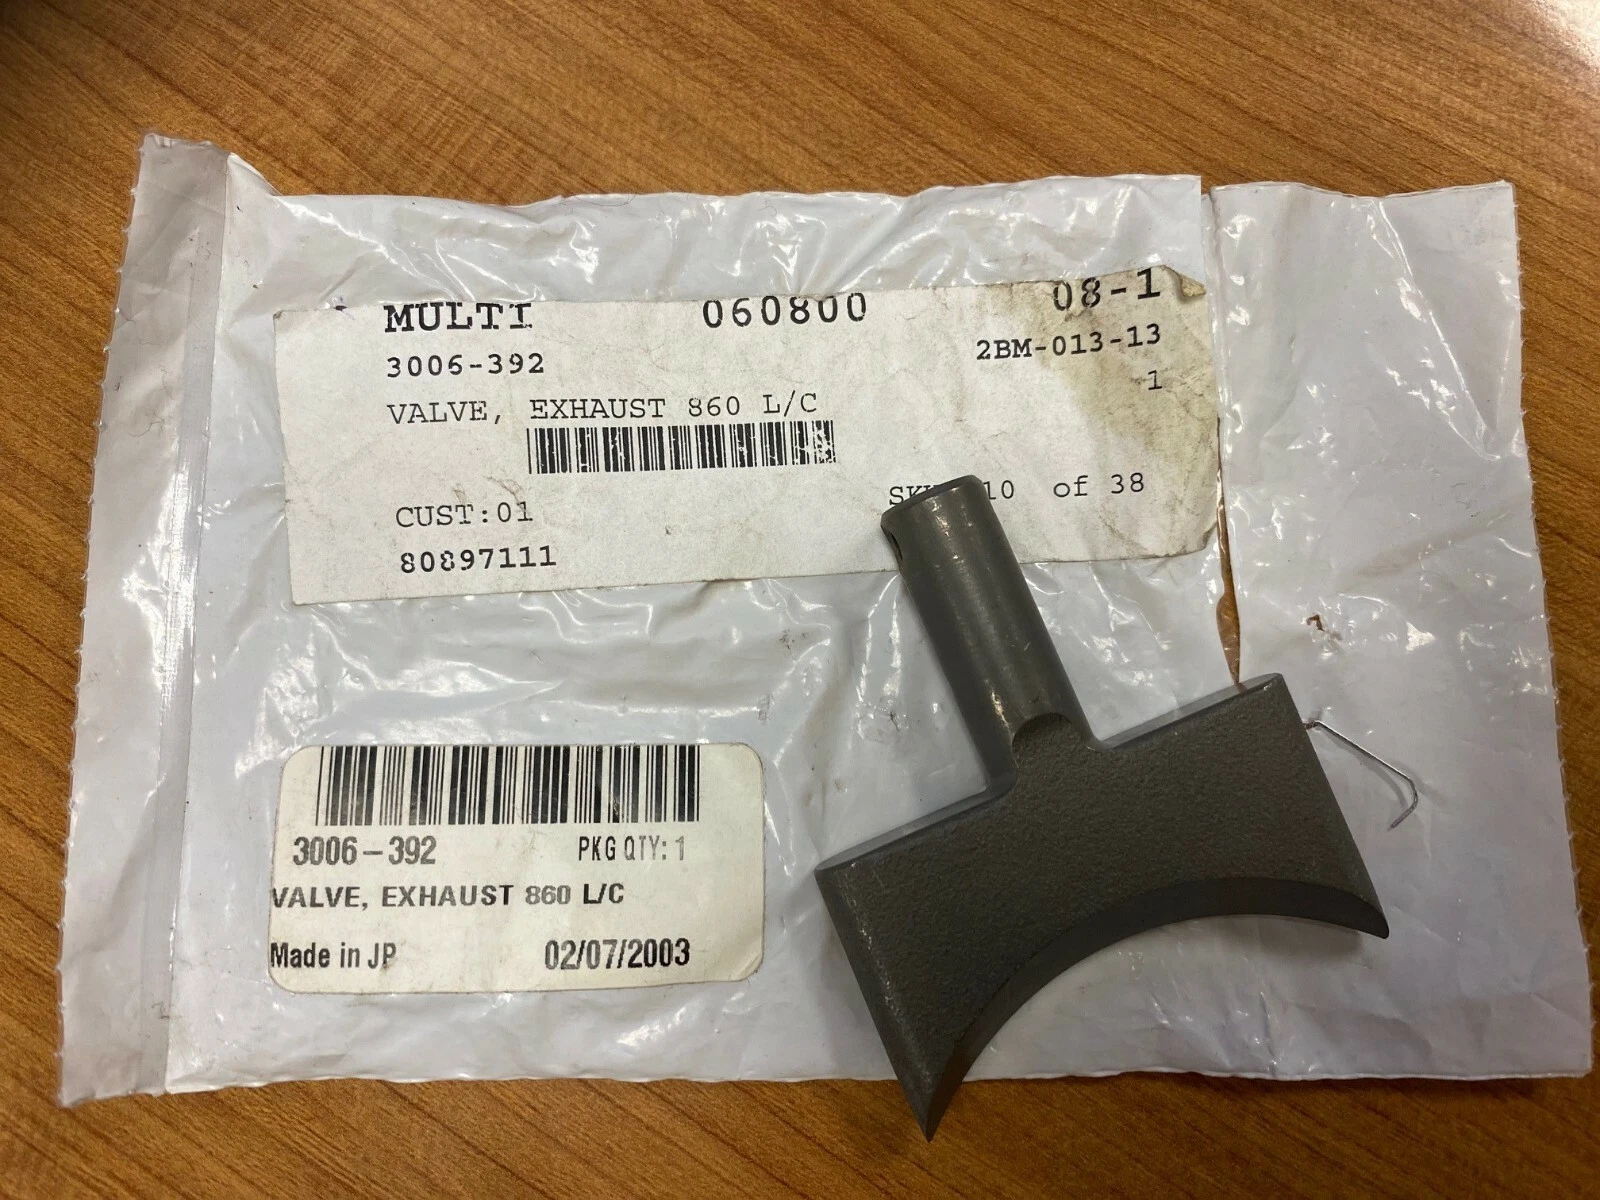 MULTI 060800 08-1
3006-392 2BM-013-13
1
VALVE, EXHAUST 860 L/C
10 of 38
CUST:01
80897111
3006-392 PKG QTY: 1
VALVE, EXHAUST 860 L/C
Made in JP 02/07/2003